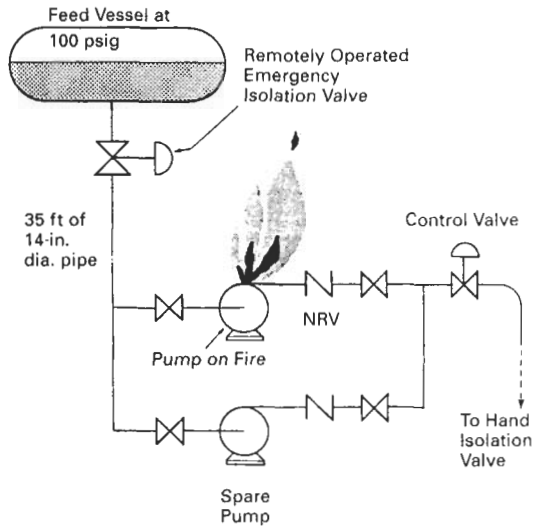 Feed Vessel at
100 psig
Remotely Operated
Emergency
Isolation Valve
35 ft of
14-in.
dia. pipe
Control Valve
NRV
Pump on Fire
To Hand
Isolation
Valve
Spare
Pump